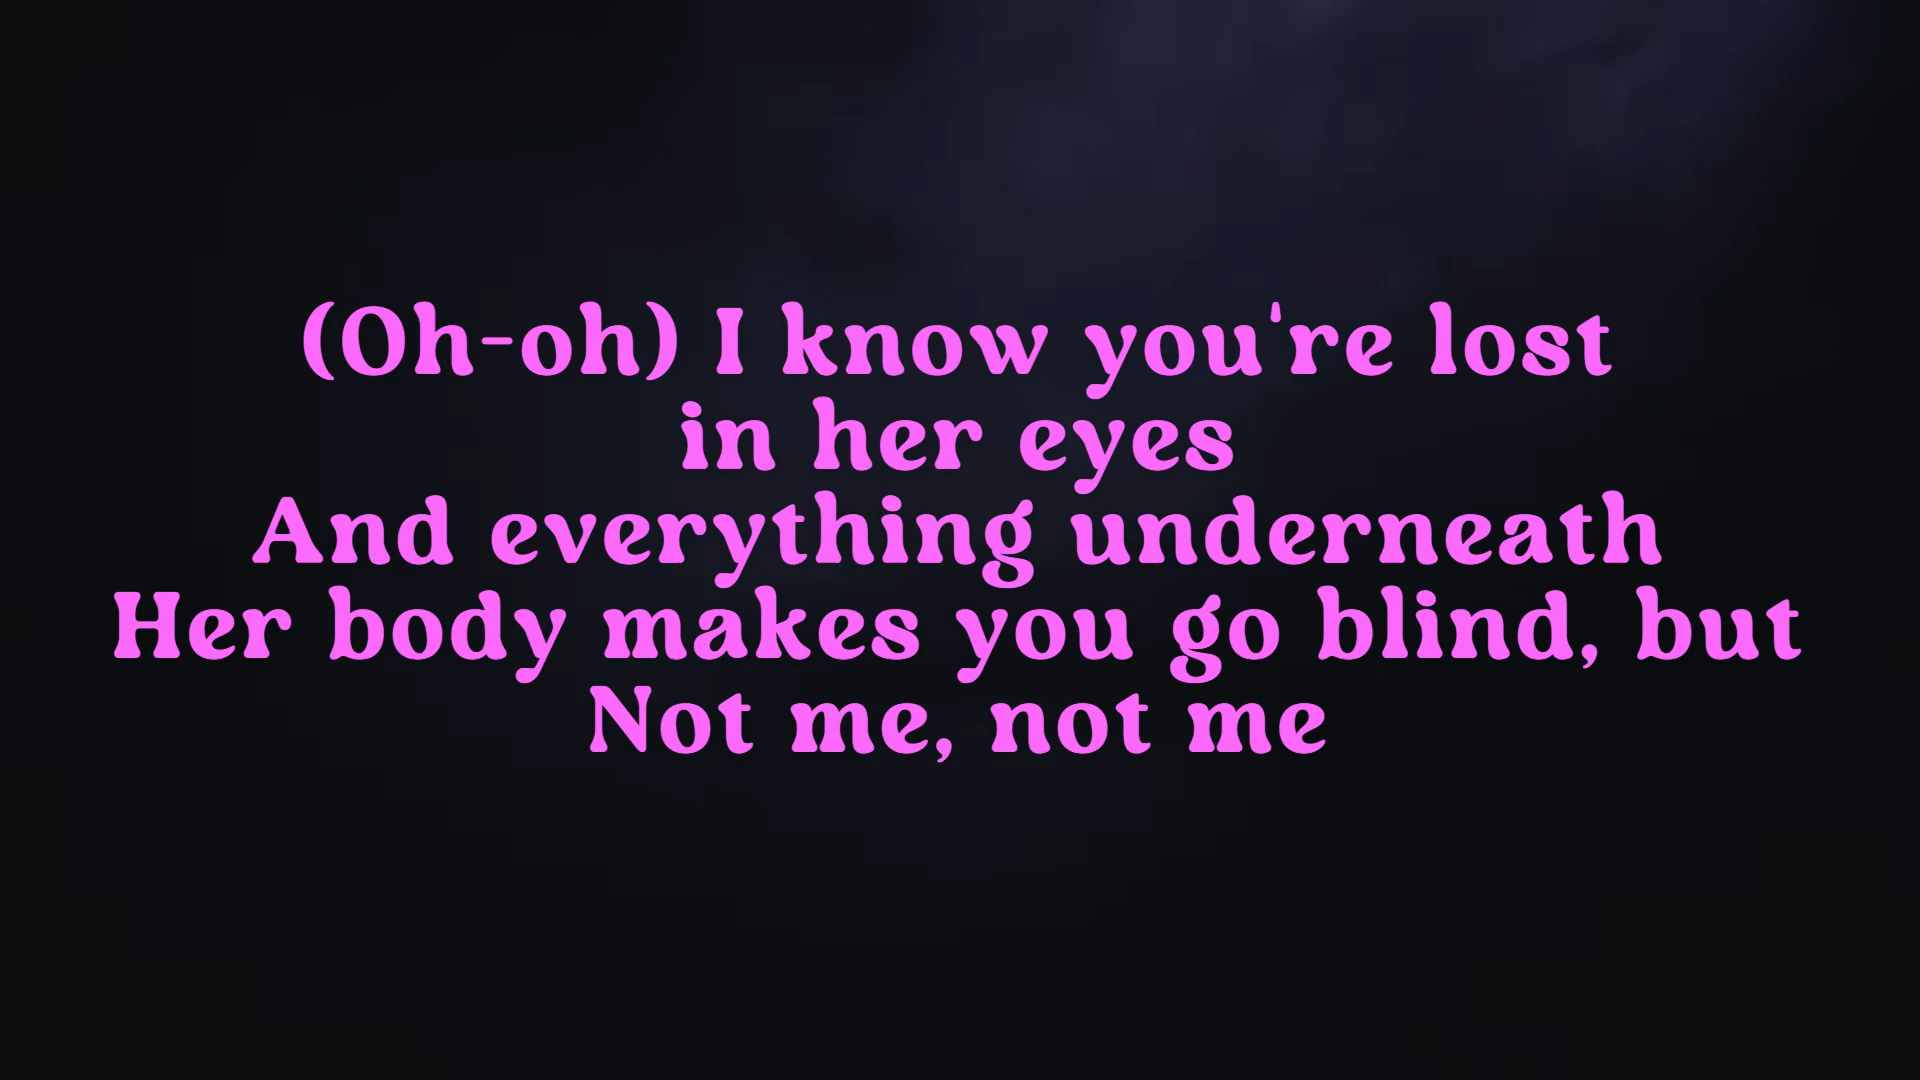 (Oh-oh) I know you're lost
in her eyes
And everything underneath
Her body makes you go blind, but
Not me, not me